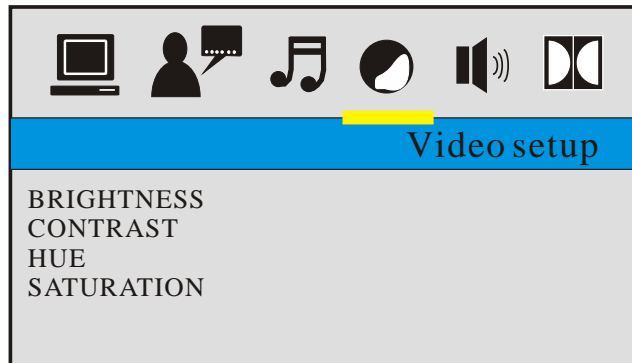 Video setup
BRIGHTNESS
CONTRAST
HUE
SATURATION